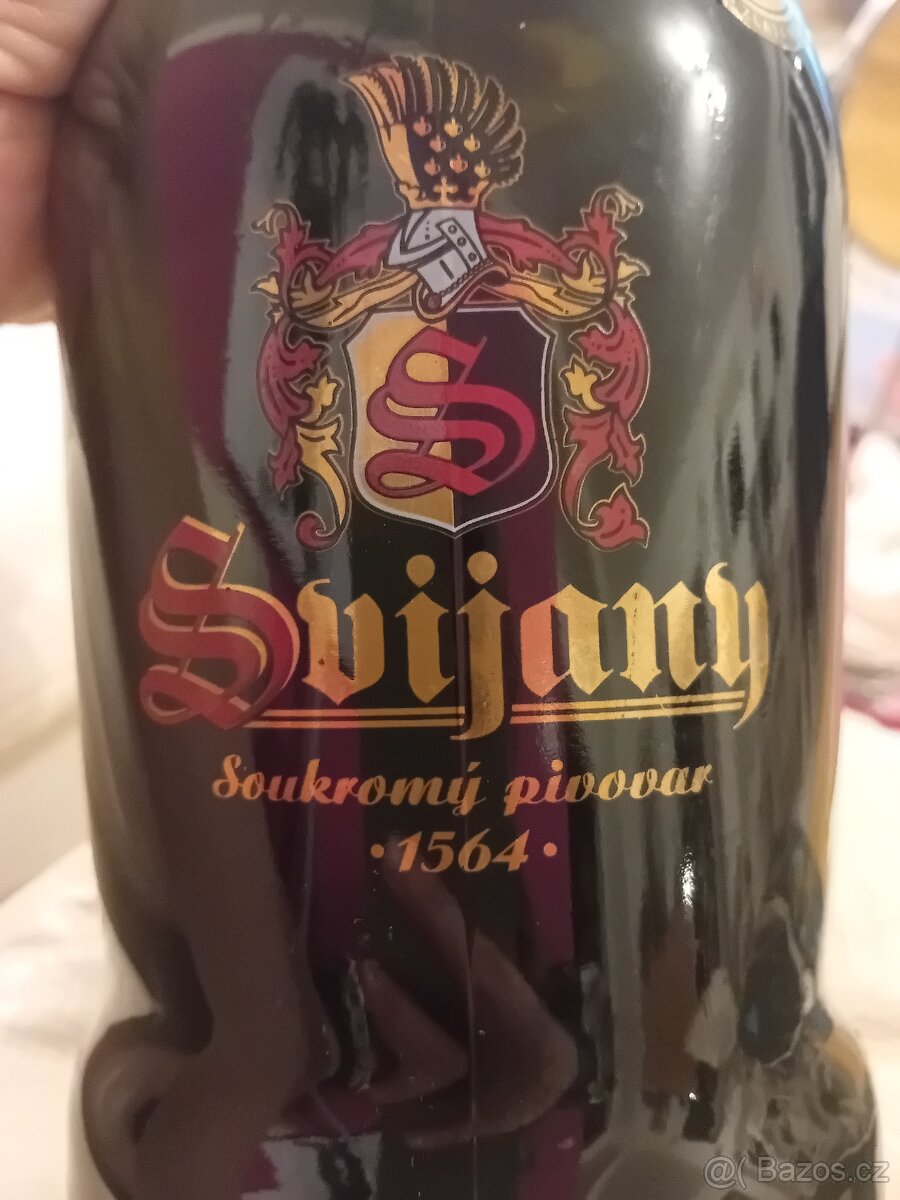 S
Svijany
Soukromý pivovar
· 1564 ·
@( Bazos.cz